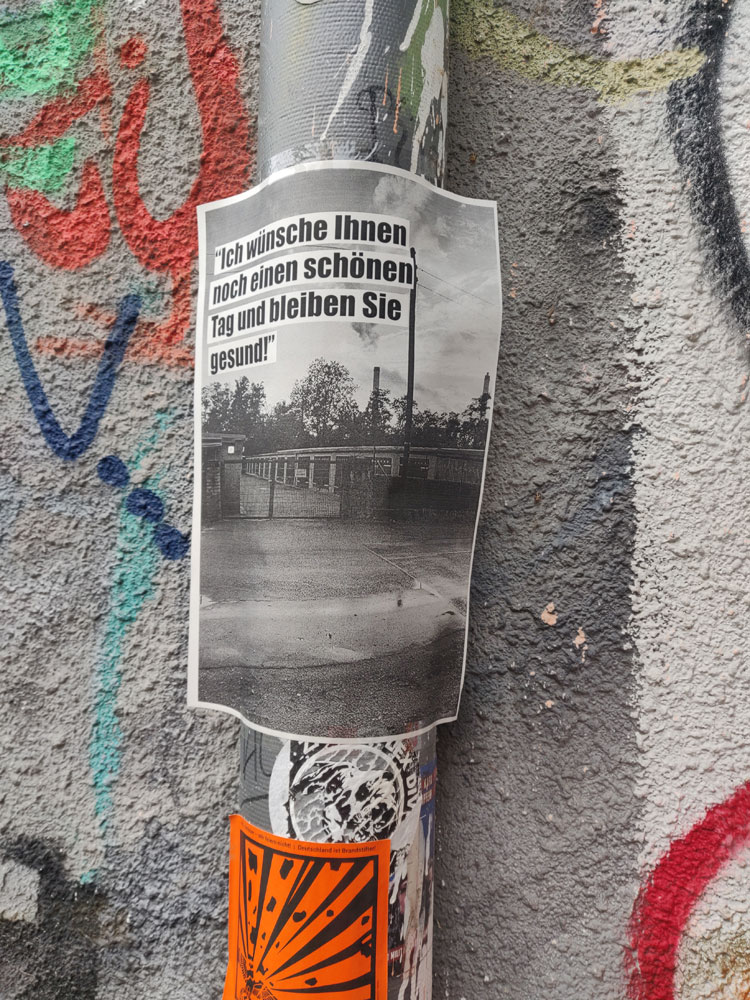 "Ich wünsche Ihnen
noch einen schönen
Tag und bleiben Sie
gesund!"
Deutschland ist Brandstifter!